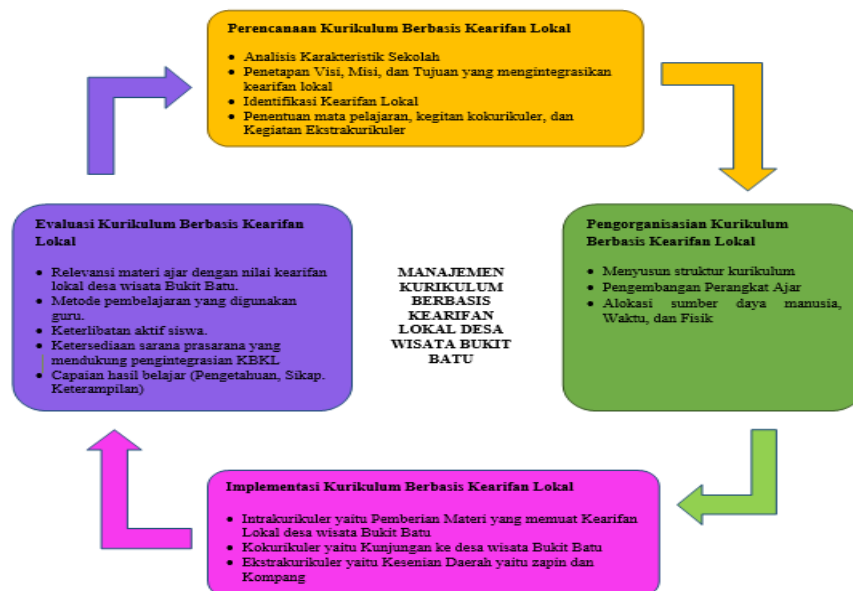 Perencanaan Kurikulum Berbasis Kearifan Lokal
• Analisis Karakteristik Sekolah
• Penetapan Visi, Misi, dan Tujuan yang mengintegrasikan
kearifan lokal
• Identifikasi Kearifan Lokal
• Penentuan mata pelajaran, kegitan kokurikuler, dan
Kegiatan Ekstrakurikuler
Pengorganisasian Kurikulum
Berbasis Kearifan Lokal
• Menyusun struktur kurikulum
• Pengembangan Perangkat Ajar
• Alokasi sumber daya manusia,
Waktu, dan Fisik
Implementasi Kurikulum Berbasis Kearifan Lokal
• Intrakurikuler yaitu Pemberian Materi yang memuat Kearifan
Lokal desa wisata Bukit Batu
• Kokurikuler yaitu Kunjungan ke desa wisata Bukit Batu
• Ekstrakurikuler yaitu Kesenian Daerah yaitu zapin dan
Kompang
Evaluasi Kurikulum Berbasis Kearifan
Lokal
• Relevansi materi ajar dengan nilai kearifan
lokal desa wisata Bukit Batu.
• Metode pembelajaran yang digunakan
guru.
• Keterlibatan aktif siswa.
• Ketersediaan sarana prasarana yang
mendukung pengintegrasian KBKL
• Capaian hasil belajar (Pengetahuan, Sikap.
Keterampilan)
MANAJEMEN
KURIKULUM
BERBASIS
KEARIFAN
LOKAL DESA
WISATA BUKIT
BATU